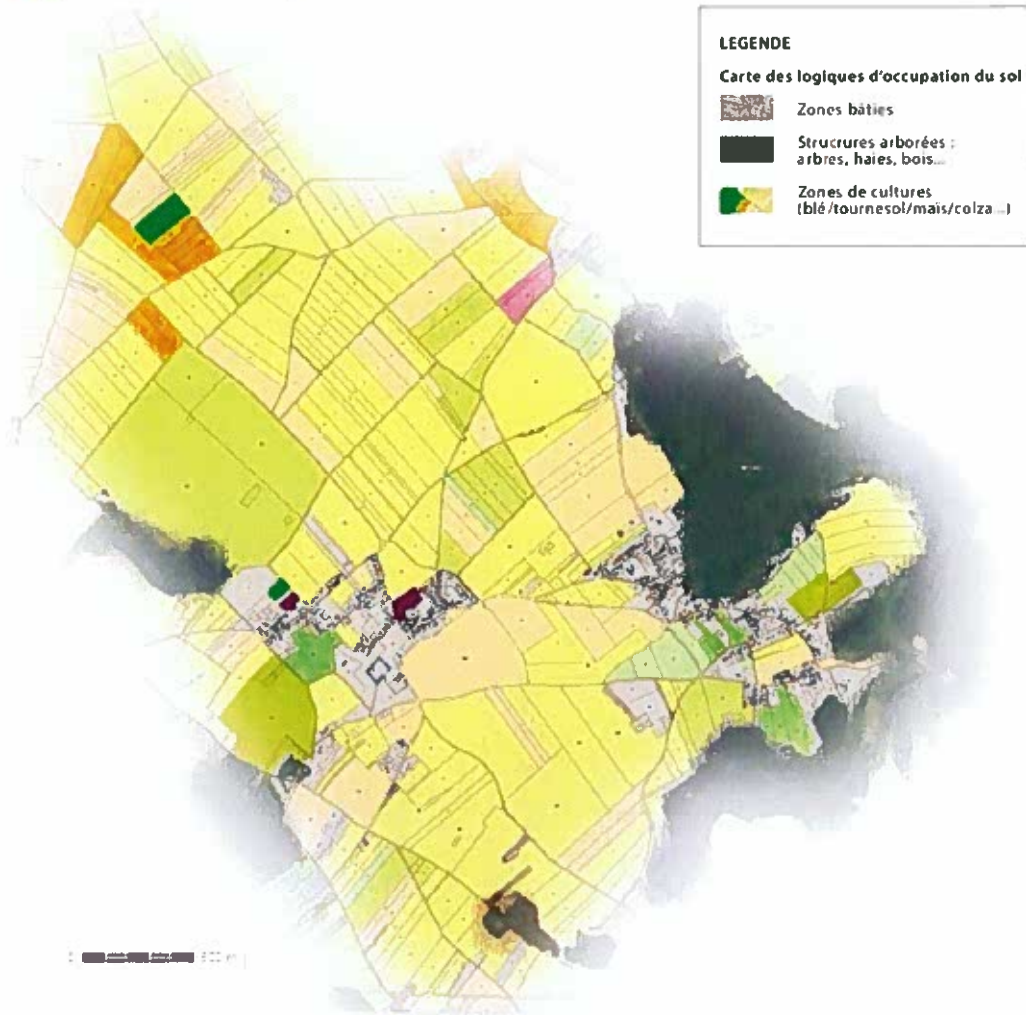 LEGENDE
Carte des logiques d'occupation du sol
Zones bâties
Strucrures arborées :
arbres, haies, bois...
Zones de cultures
(blé/tournesol/maïs/colza...)